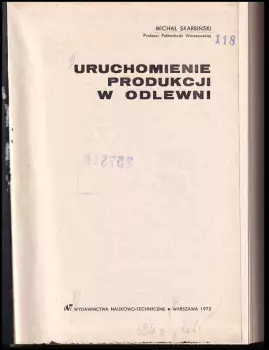 MICHAŁ SKARBIŃSKI
Profesor Politechniki Warszawskiej
118
URUCHOMIENIE
PRODUKCJI
W ODLEWNI
WYDAWNICTWA NAUKOWO-TECHNICZNE • WARSZAWA 1972